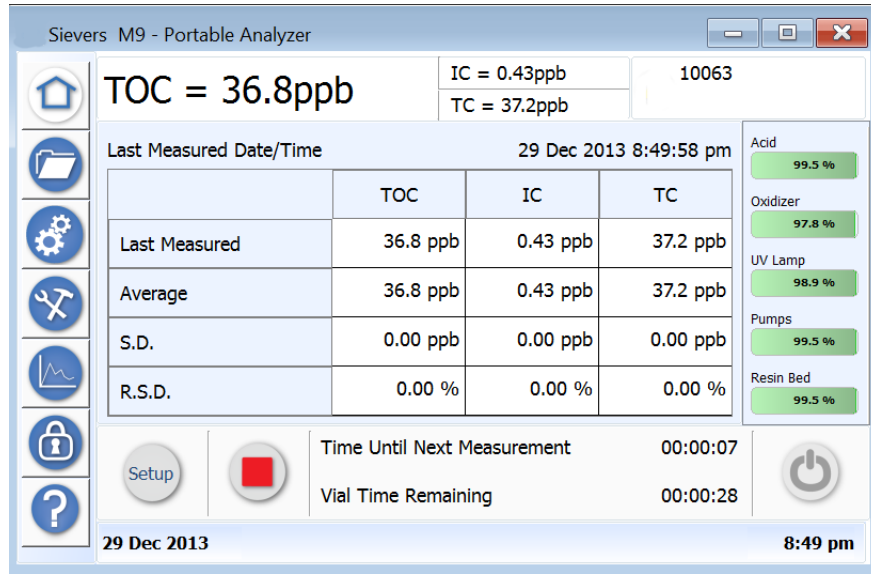 Sievers M9 - Portable Analyzer
TOC = 36.8ppb
IC = 0.43ppb
TC = 37.2ppb
10063
Last Measured Date/Time 29 Dec 2013 8:49:58 pm
TOC IC TC
Last Measured 36.8 ppb 0.43 ppb 37.2 ppb
Average 36.8 ppb 0.43 ppb 37.2 ppb
S.D. 0.00 ppb 0.00 ppb 0.00 ppb
R.S.D. 0.00 % 0.00 % 0.00 %
Acid
99.5 %
Oxidizer
97.8 %
UV Lamp
98.9 %
Pumps
99.5 %
Resin Bed
99.5 %
Setup
Time Until Next Measurement 00:00:07
Vial Time Remaining 00:00:28
?
29 Dec 2013 8:49 pm